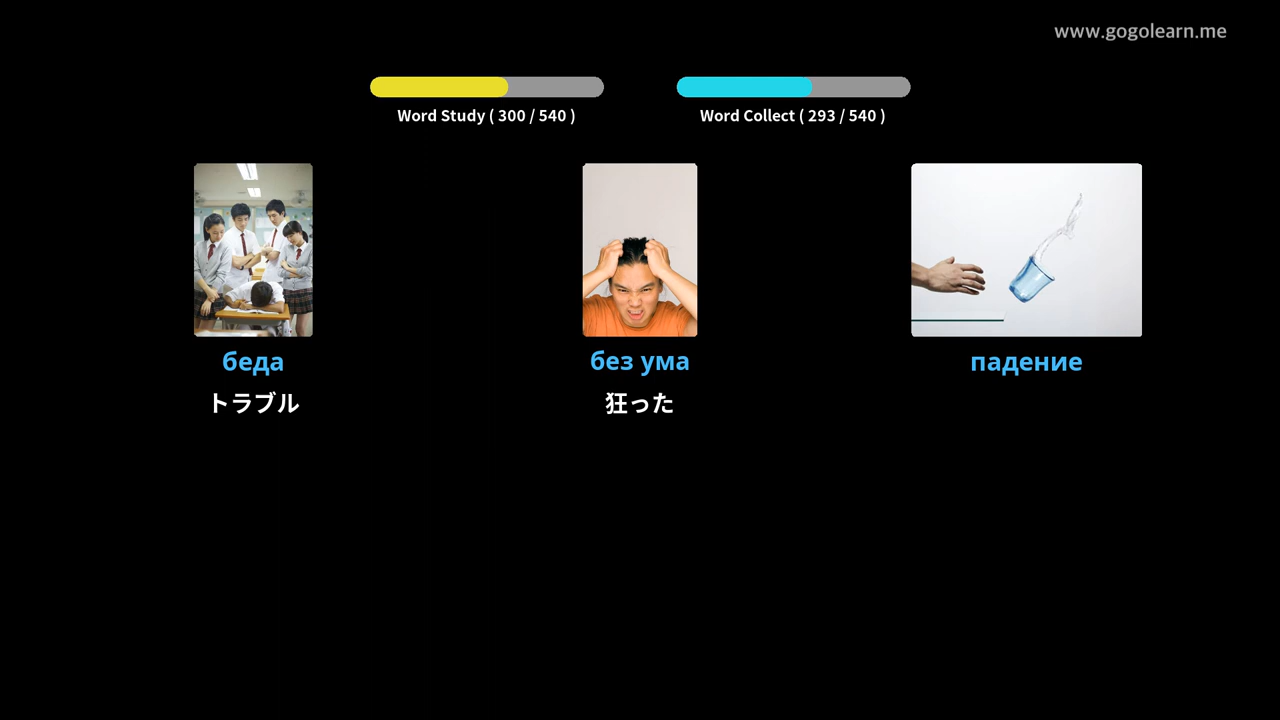 www.gogolearn.me
Word Study ( 300 / 540 )
Word Collect ( 293 / 540 )
беда
без ума
падение
トラブル
狂った